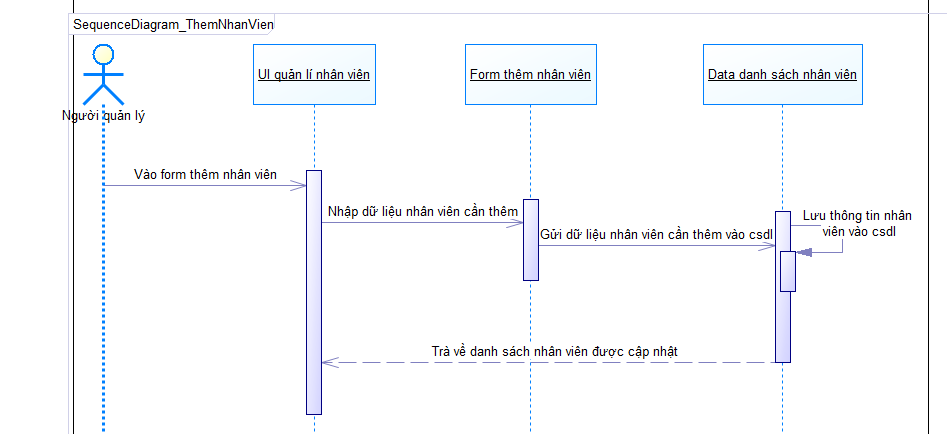 SequenceDiagram_ThemNhanVien
UI quản lí nhân viên
Form thêm nhân viên
Data danh sách nhân viên
Người quản lý
Vào form thêm nhân viên
Nhập dữ liệu nhân viên cần thêm
Lưu thông tin nhân
viên vào csdl
Gửi dữ liệu nhân viên cần thêm vào csdl
Trả về danh sách nhân viên được cập nhật